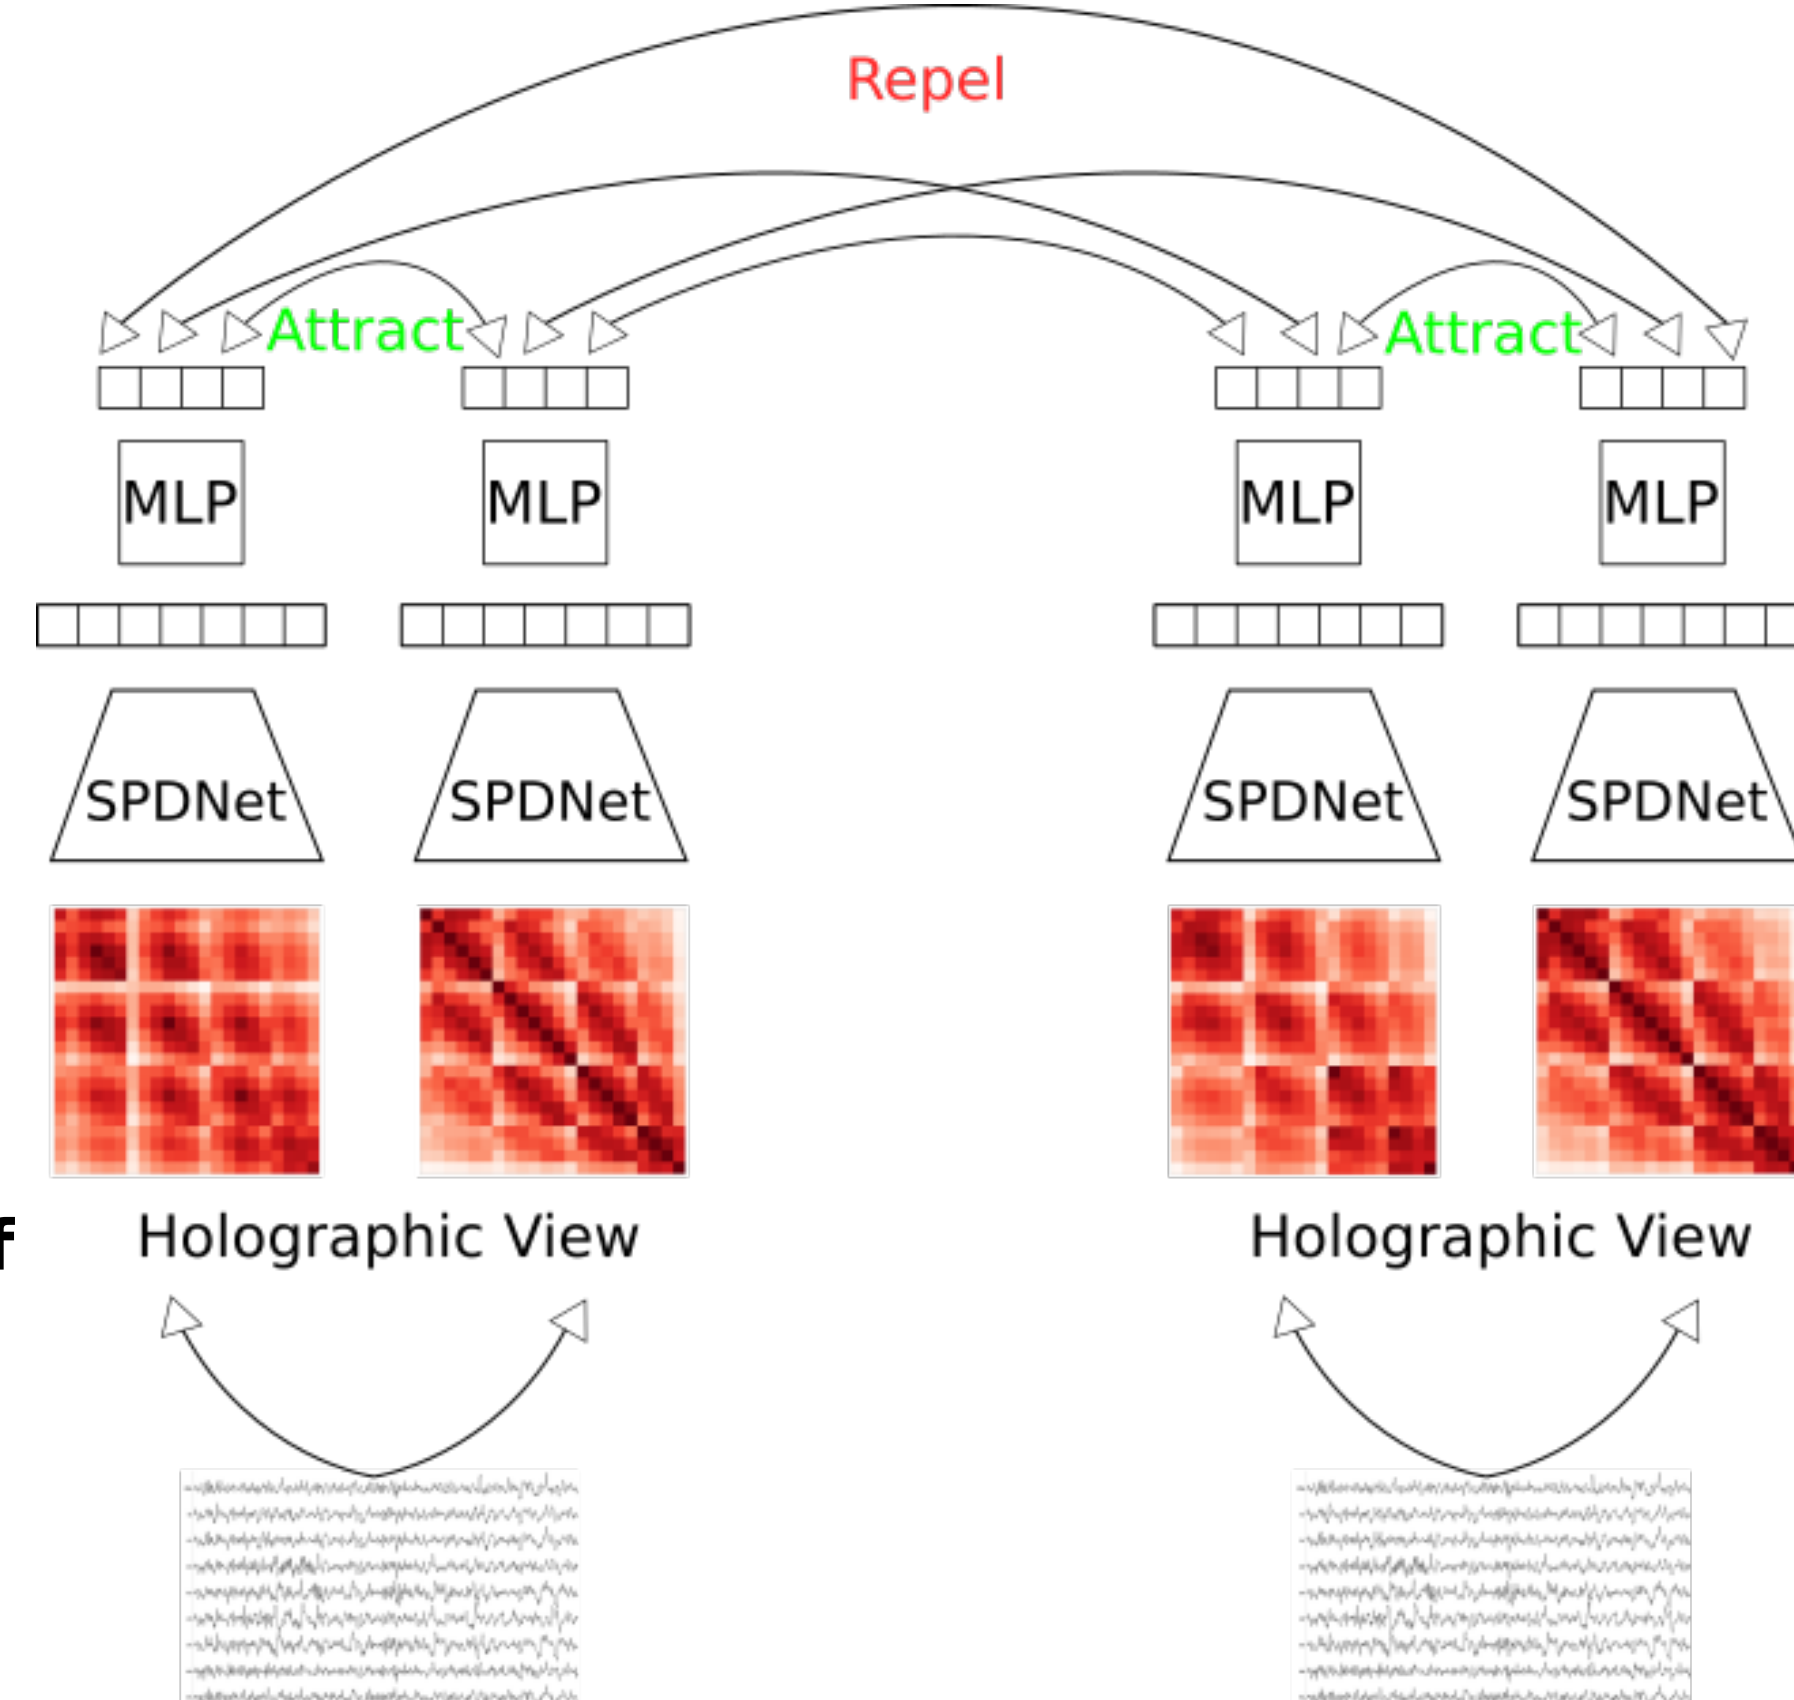 Repel
Attract Attract
MLP MLP MLP MLP
SPDNet SPDNet SPDNet SPDNet
f Holographic View Holographic View